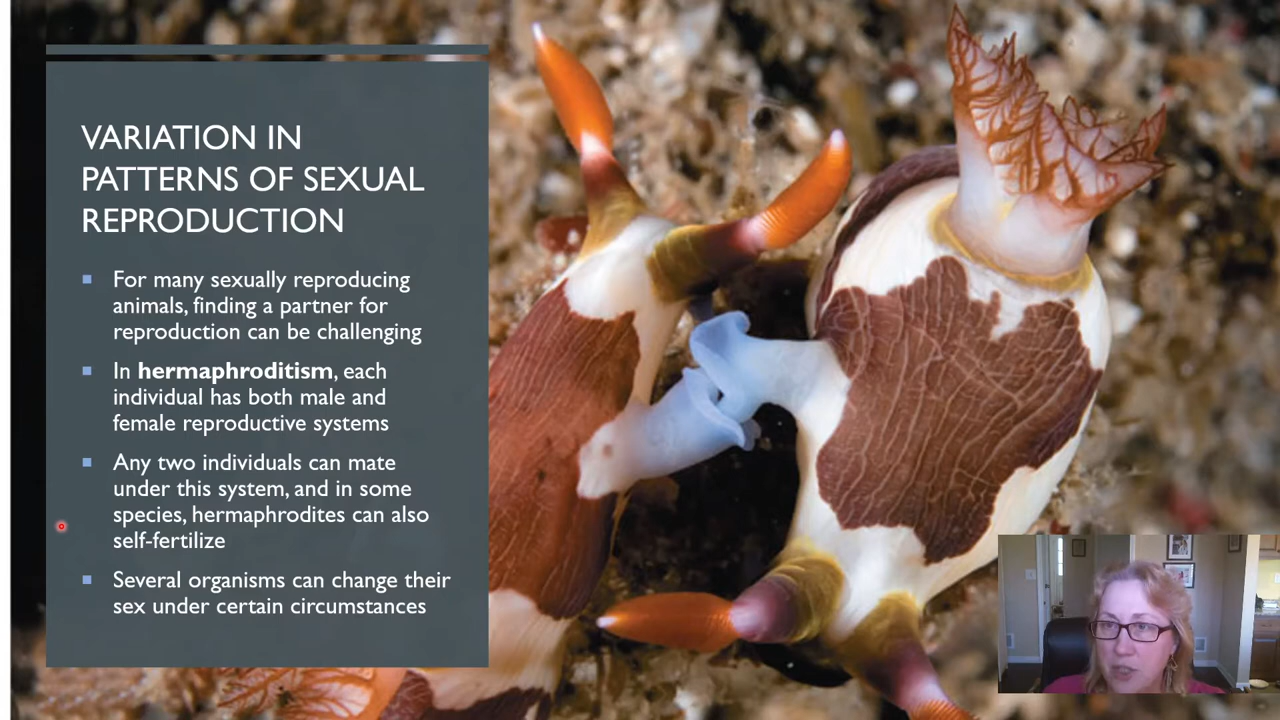 VARIATION IN
PATTERNS OF SEXUAL
REPRODUCTION
For many sexually reproducing
animals, finding a partner for
reproduction can be challenging
In hermaphroditism, each
individual has both male and
female reproductive systems
Any two individuals can mate
under this system, and in some
species, hermaphrodites can also
self-fertilize
Several organisms can change their
sex under certain circumstances